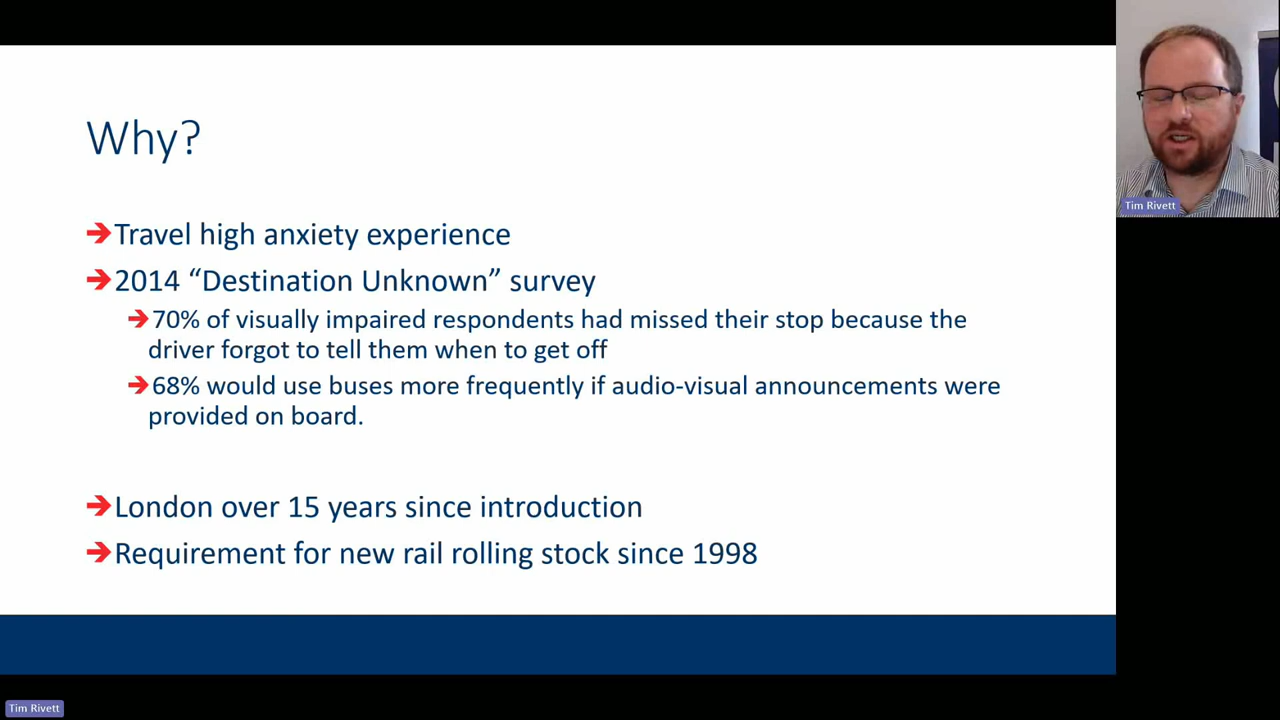 Why?
➔Travel high anxiety experience
➔2014 “Destination Unknown” survey
➔70% of visually impaired respondents had missed their stop because the
driver forgot to tell them when to get off
➔68% would use buses more frequently if audio-visual announcements were
provided on board.
➔London over 15 years since introduction
➔Requirement for new rail rolling stock since 1998
Tim Rivett
Tim Rivett